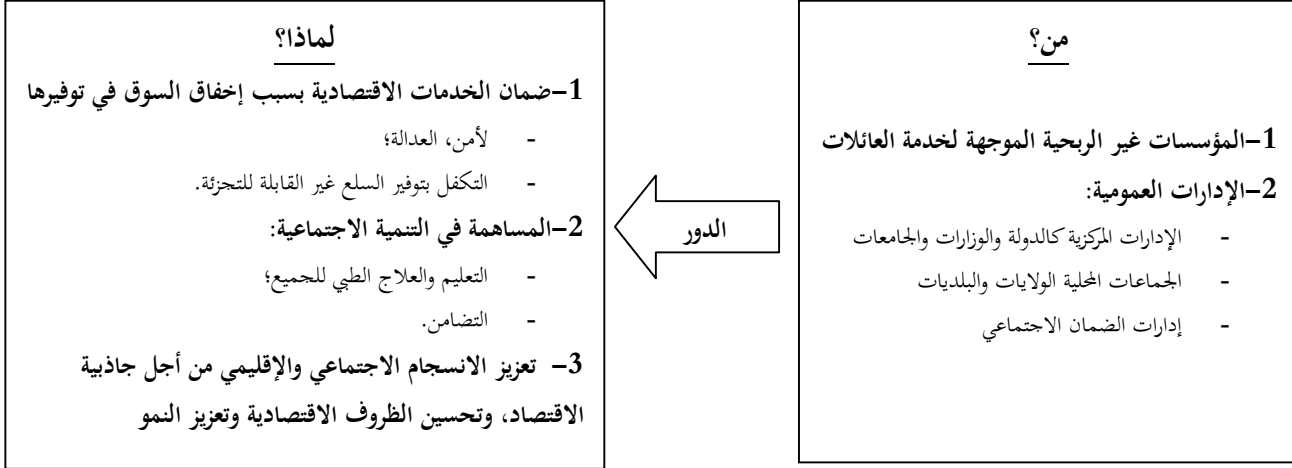 من؟
1–المؤسسات غير الربحية الموجهة لخدمة العائلات
2–الإدارات العمومية:
- الإدارات المركزية كالدولة والوزارات والجامعات
- الجماعات المحلية الولايات والبلديات
- إدارات الضمان الاجتماعي
الدور
لماذا؟
1–ضمان الخدمات الاقتصادية بسبب إخفاق السوق في توفيرها
- لأمن، العدالة؛
- التكفل بتوفير السلع غير القابلة للتجزئة.
2–المساهمة في التنمية الاجتماعية:
- التعليم والعلاج الطبي للجميع؛
- التضامن.
3– تعزيز الانسجام الاجتماعي والإقليمي من أجل جاذبية
الاقتصاد، وتحسين الظروف الاقتصادية وتعزيز النمو